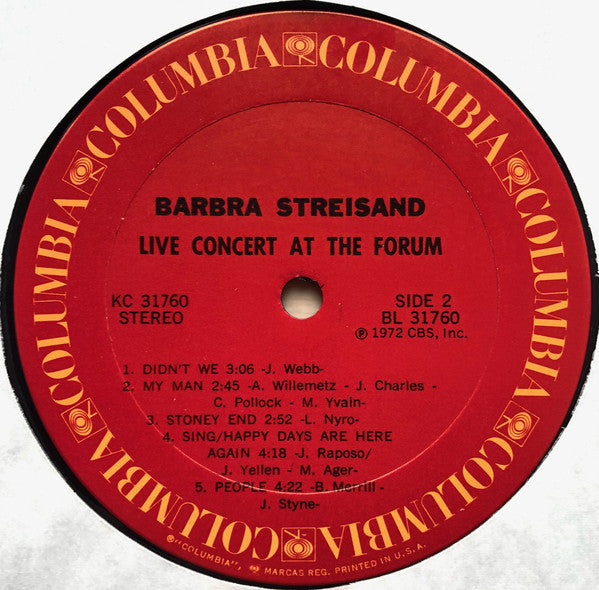 COLUMBIA COLUMBIA COLUMBIA COLUMBIA COLUMBIA COLUMBIA
BARBRA STREISAND
LIVE CONCERT AT THE FORUM
KC 31760
STEREO
SIDE 2
BL 31760
℗ 1972 CBS, Inc.
1. DIDN'T WE 3:06 -J. Webb-
2. MY MAN 2:45 -A. Willemetz - J. Charles -
C. Pollock - M. Yvain-
3. STONEY END 2:52 -L. Nyro-
4. SING/HAPPY DAYS ARE HERE
AGAIN 4:18 -J. Raposo/
J. Yellen - M. Ager-
5. PEOPLE 4:22 -B. Merrill -
J. Styne-
®"COLUMBIA", MARCAS REG. PRINTED IN U.S.A.